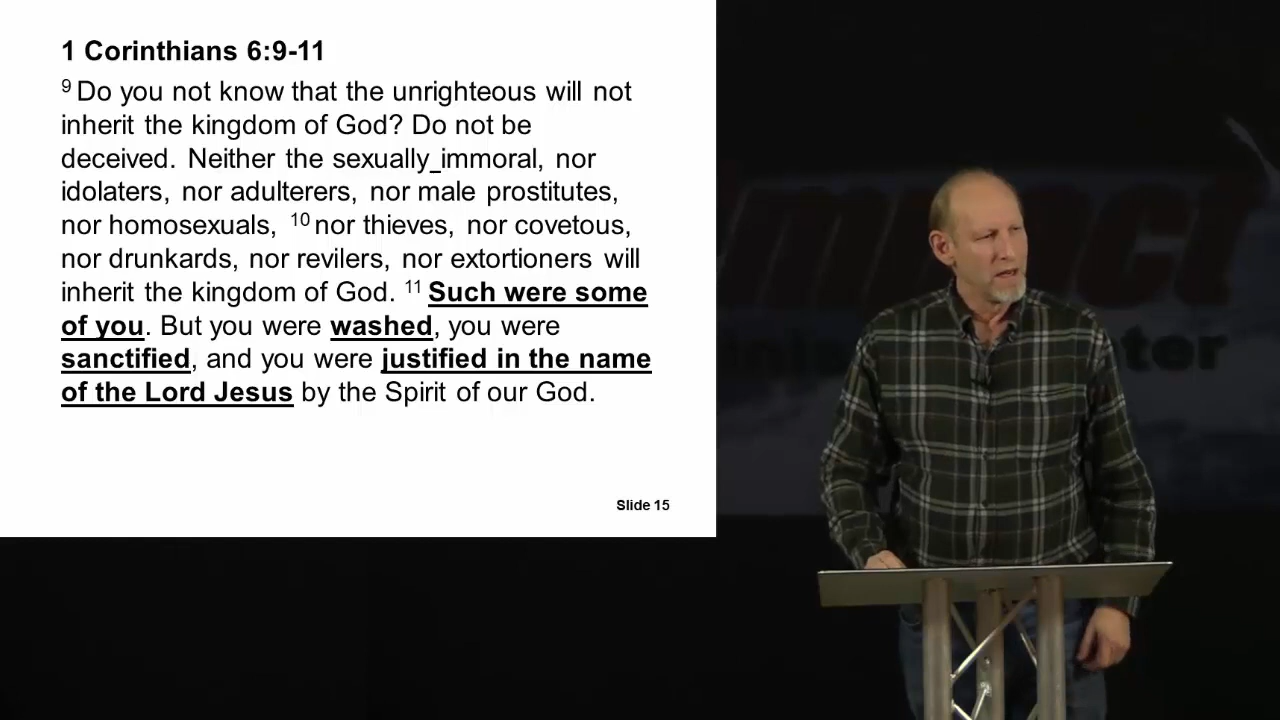 1 Corinthians 6:9-11
9 Do you not know that the unrighteous will not
inherit the kingdom of God? Do not be
deceived. Neither the sexually_immoral, nor
idolaters, nor adulterers, nor male prostitutes,
nor homosexuals, 10 nor thieves, nor covetous,
nor drunkards, nor revilers, nor extortioners will
inherit the kingdom of God. 11 Such were some
of you. But you were washed, you were
sanctified, and you were justified in the name
of the Lord Jesus by the Spirit of our God.
Slide 15